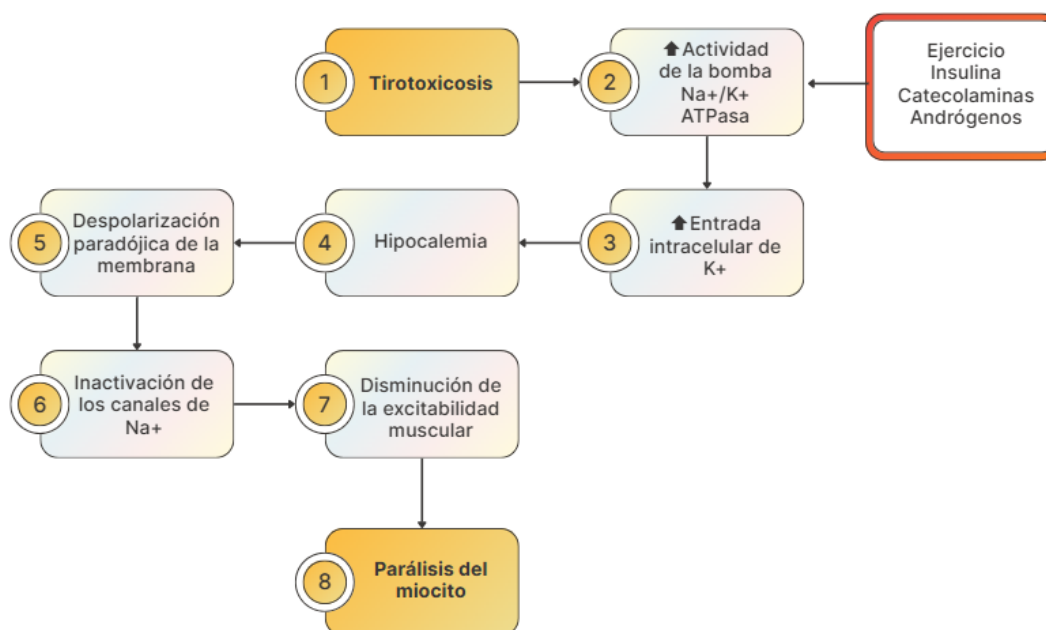 1
Tirotoxicosis
2
⬆Actividad
de la bomba
Na+/K+
ATPasa
Ejercicio
Insulina
Catecolaminas
Andrógenos
3
⬆Entrada
intracelular de
K+
4
Hipocalemia
5
Despolarización
paradójica de la
membrana
6
Inactivación de
los canales de
Na+
7
Disminución de
la excitabilidad
muscular
8
Parálisis del
miocito